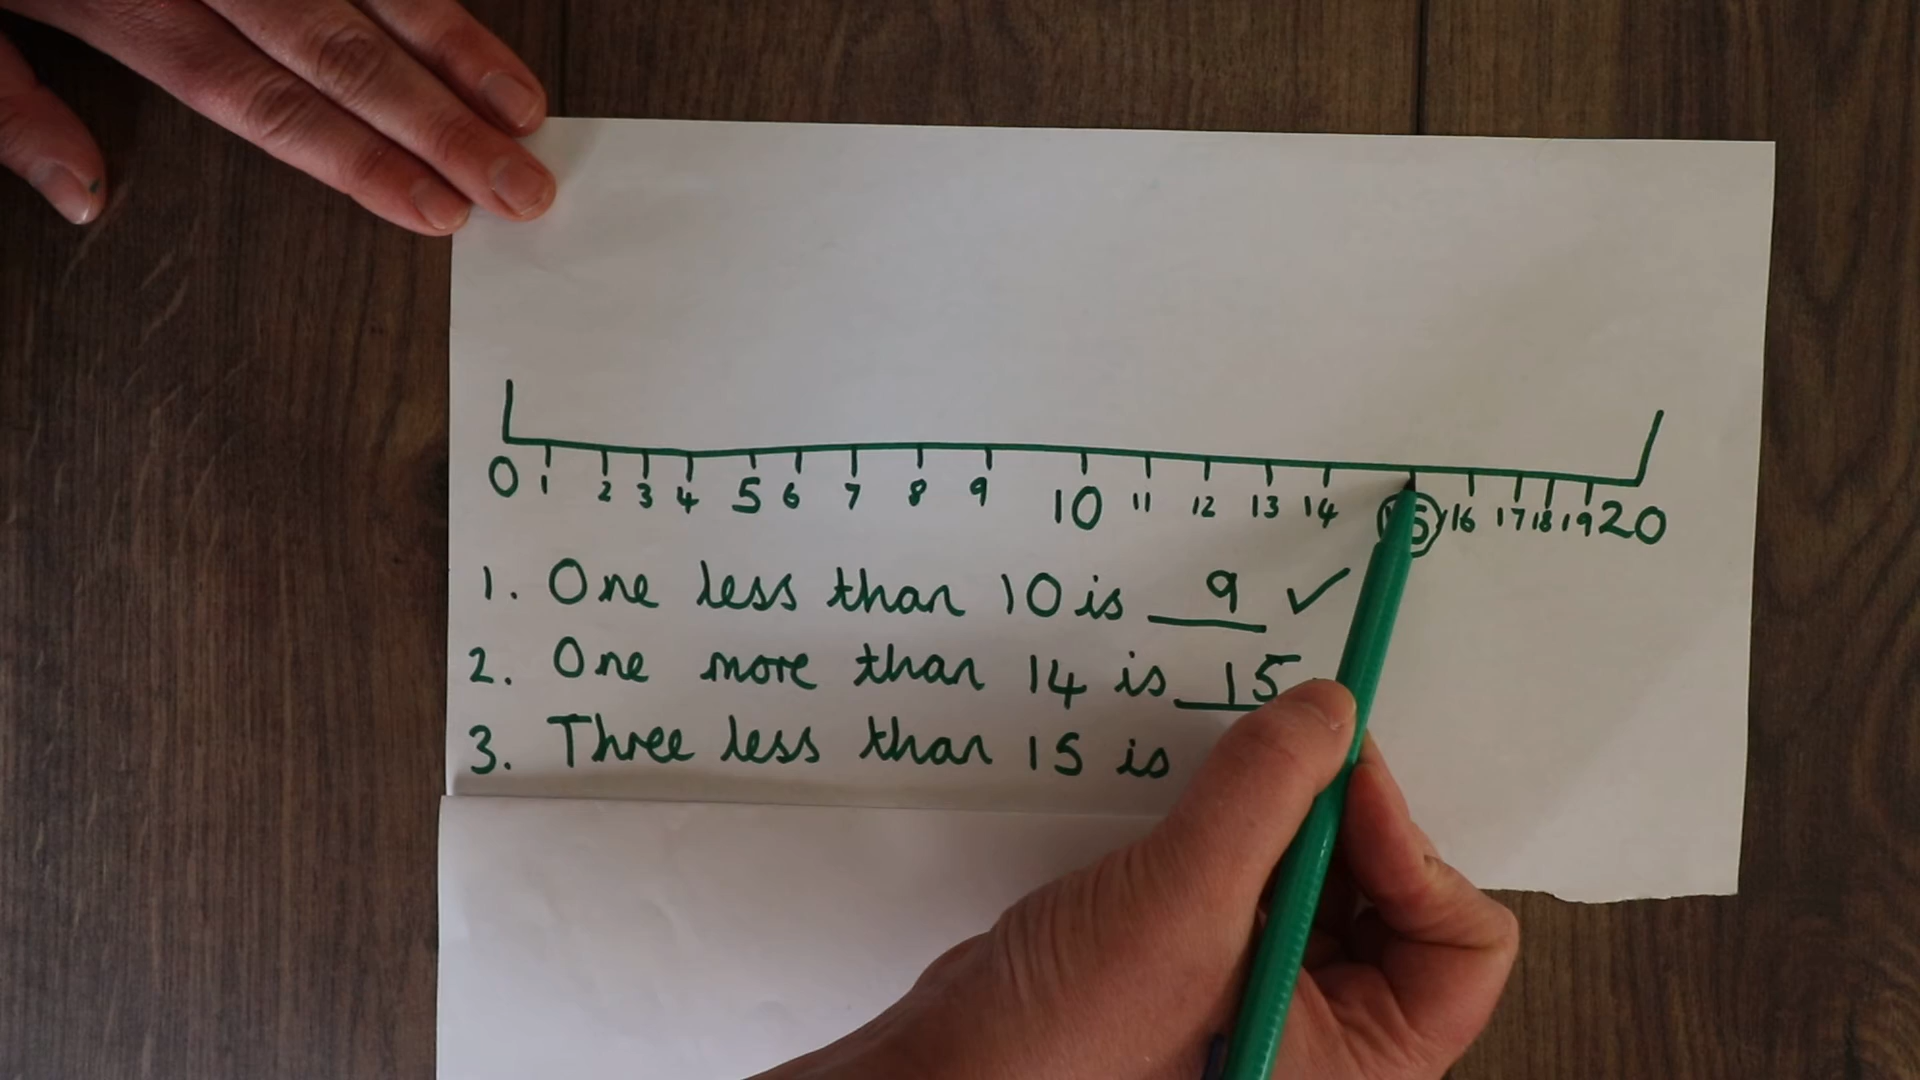 0 1 2 3 4 5 6 7 8 9 10 11 12 13 14 15 16 17 18 19 20
1. One less than 10 is 9 ✓
2. One more than 14 is 15
3. Three less than 15 is